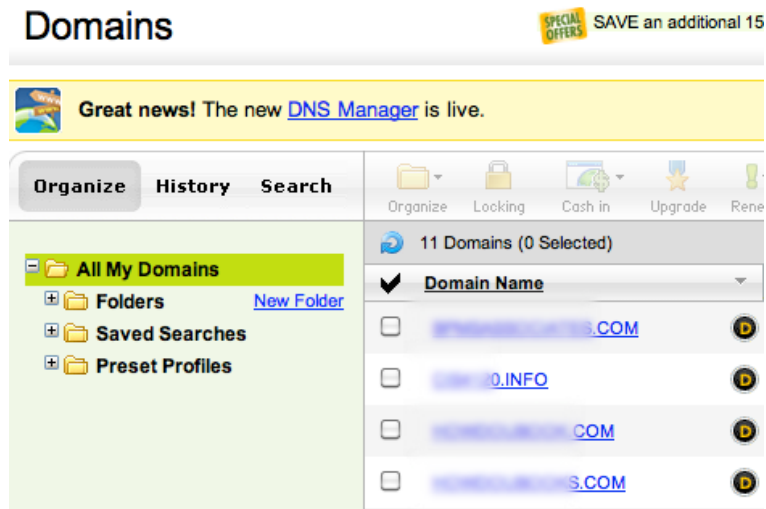 Domains
SPECIAL OFFERS
SAVE an additional 15
Great news! The new DNS Manager is live.
Organize History Search
Organize Locking Cash in Upgrade Rene
11 Domains (0 Selected)
Domain Name
All My Domains
Folders New Folder
Saved Searches
Preset Profiles
.COM
0.INFO
.COM
S.COM